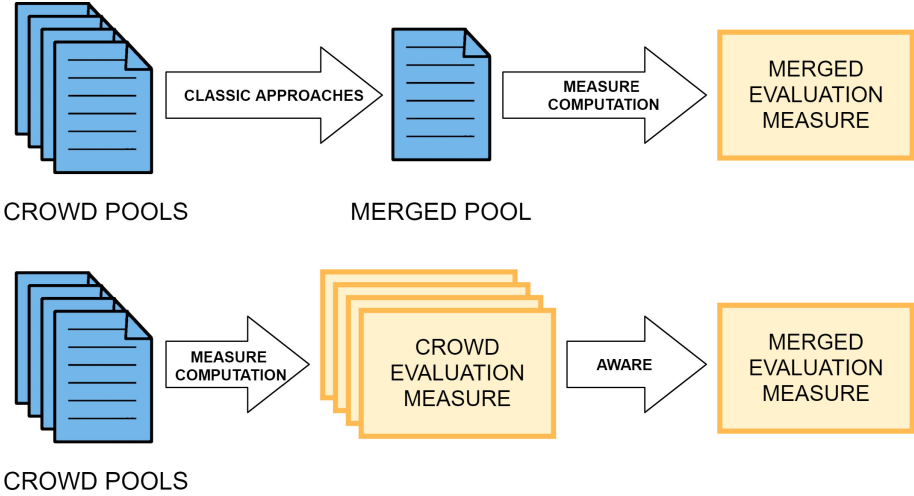 CLASSIC APPROACHES
MEASURE
COMPUTATION
MERGED
EVALUATION
MEASURE
CROWD POOLS
MERGED POOL
MEASURE
COMPUTATION
CROWD
EVALUATION
MEASURE
AWARE
MERGED
EVALUATION
MEASURE
CROWD POOLS